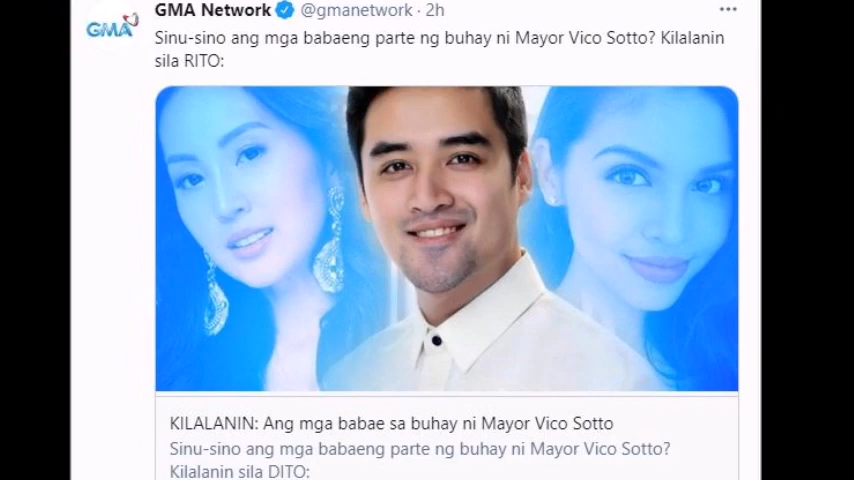 GMA
GMA Network @gmanetwork · 2h
Sinu-sino ang mga babaeng parte ng buhay ni Mayor Vico Sotto? Kilalanin
sila RITO:
KILALANIN: Ang mga babae sa buhay ni Mayor Vico Sotto
Sinu-sino ang mga babaeng parte ng buhay ni Mayor Vico Sotto?
Kilalanin sila DITO: